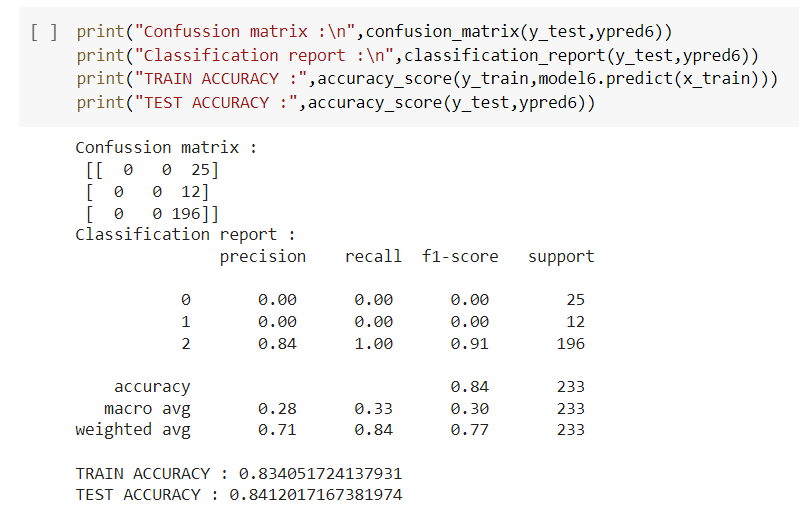 [ ] print("Confussion matrix :\n",confusion_matrix(y_test,ypred6))
print("Classification report :\n",classification_report(y_test,ypred6))
print("TRAIN ACCURACY :",accuracy_score(y_train,model6.predict(x_train)))
print("TEST ACCURACY :",accuracy_score(y_test,ypred6))
Confussion matrix :
[[  0   0  25]
[  0   0  12]
[  0   0 196]]
Classification report :
precision    recall  f1-score   support
0       0.00      0.00      0.00        25
1       0.00      0.00      0.00        12
2       0.84      1.00      0.91       196
accuracy                           0.84       233
macro avg       0.28      0.33      0.30       233
weighted avg       0.71      0.84      0.77       233
TRAIN ACCURACY : 0.834051724137931
TEST ACCURACY : 0.8412017167381974